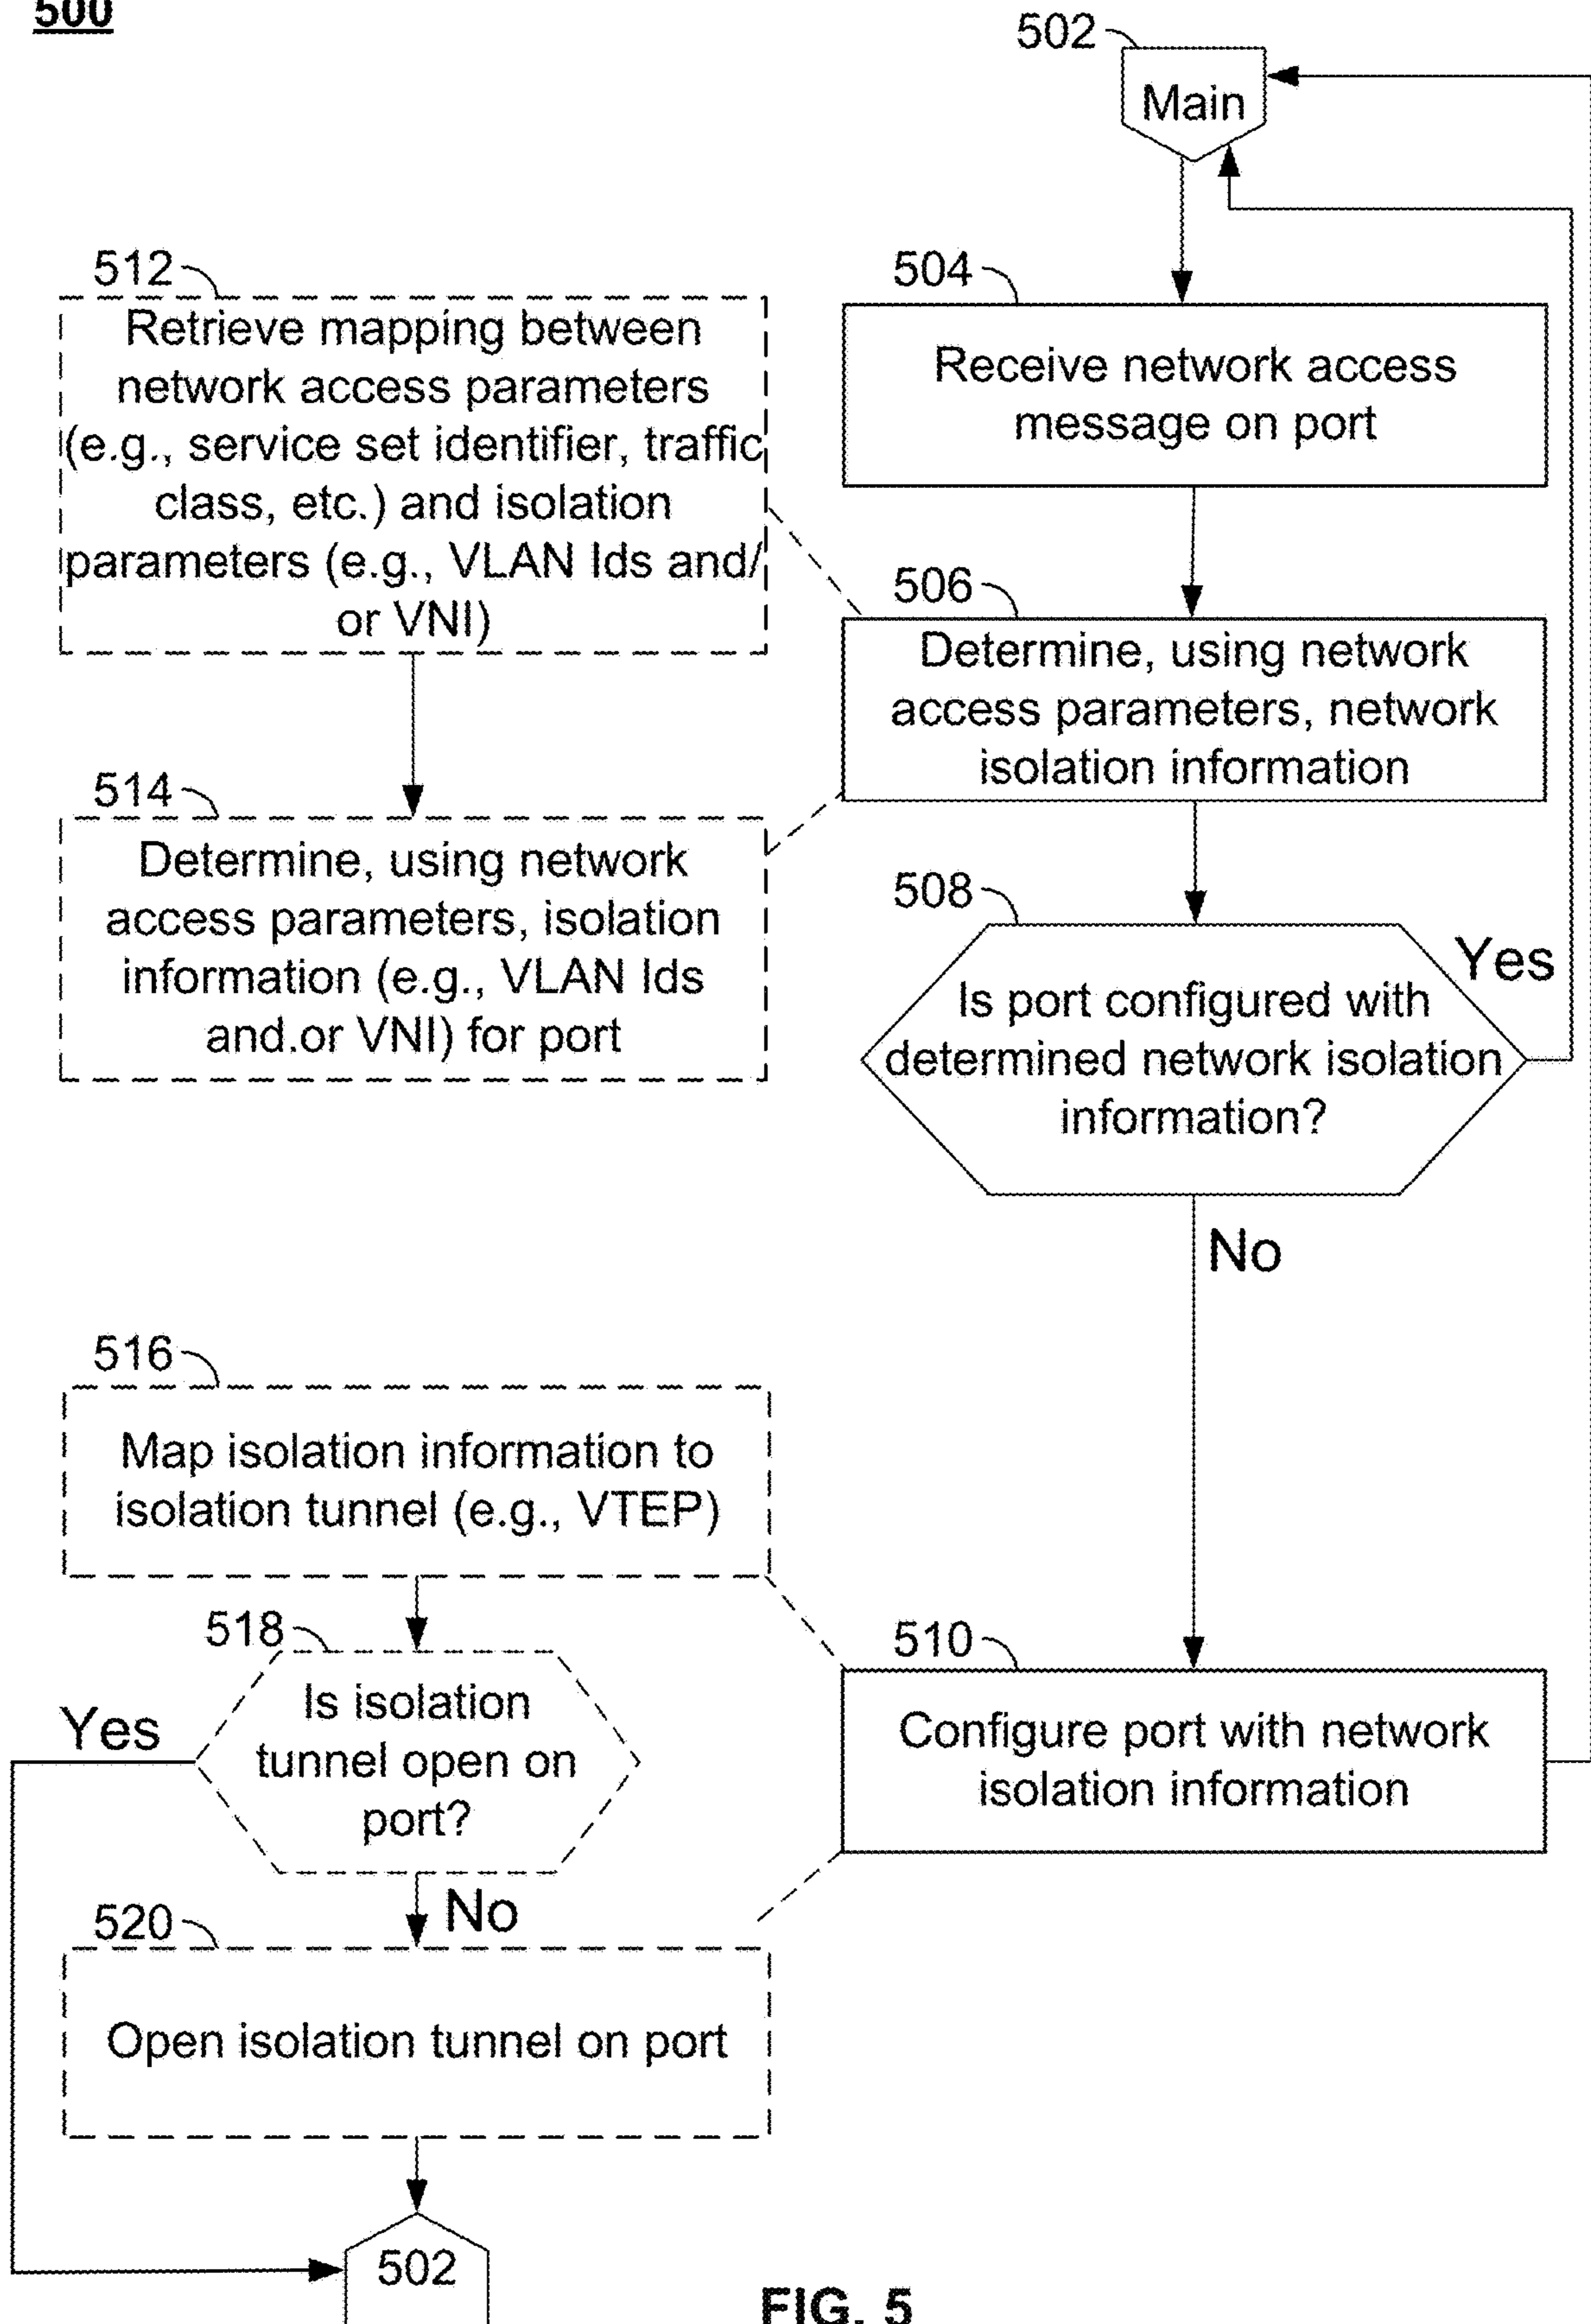 500
502
Main
504
Receive network access
message on port
506
Determine, using network
access parameters, network
isolation information
508
Is port configured with
determined network isolation
information?
Yes
No
510
Configure port with network
isolation information
512
Retrieve mapping between
network access parameters
(e.g., service set identifier, traffic
class, etc.) and isolation
parameters (e.g., VLAN Ids and/
or VNI)
514
Determine, using network
access parameters, isolation
information (e.g., VLAN Ids
and.or VNI) for port
516
Map isolation information to
isolation tunnel (e.g., VTEP)
518
Is isolation
tunnel open on
port?
Yes
No
520
Open isolation tunnel on port
502
FIG. 5